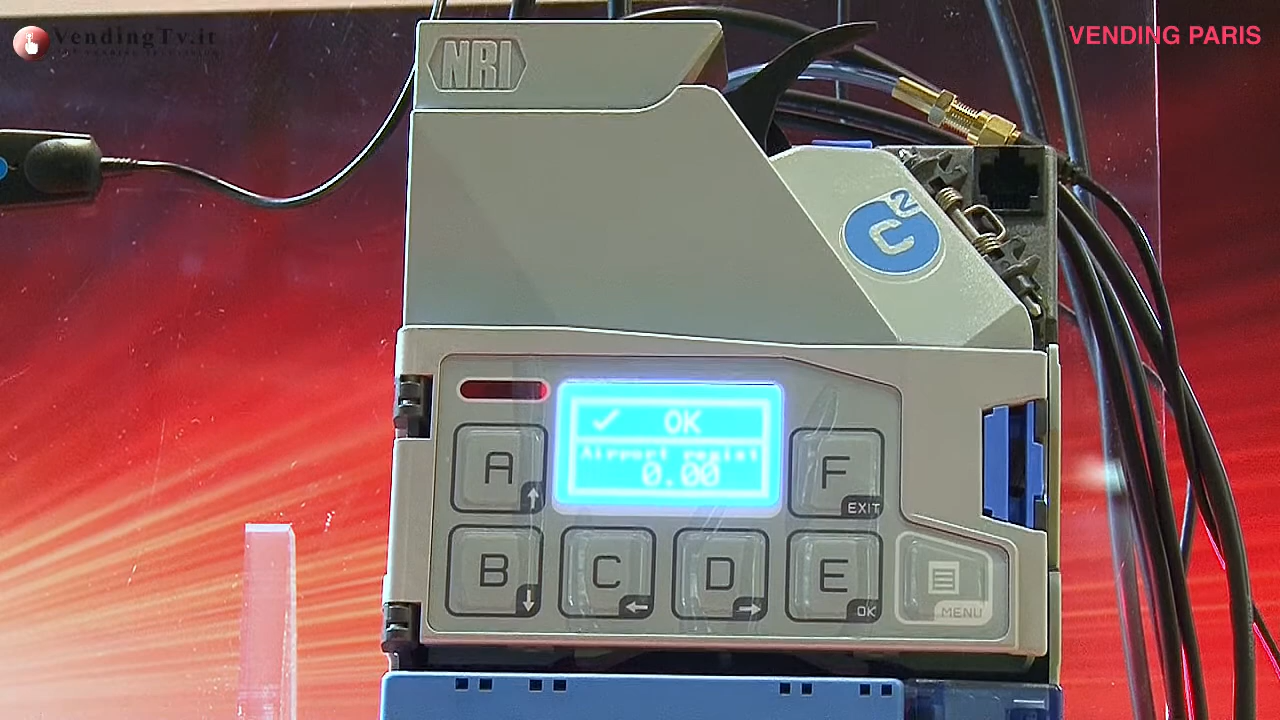 VendingTv.it
VENDING PARIS
NRI
C2
✓ OK
0.00
A
F
EXIT
B
C
D
E
OK
MENU